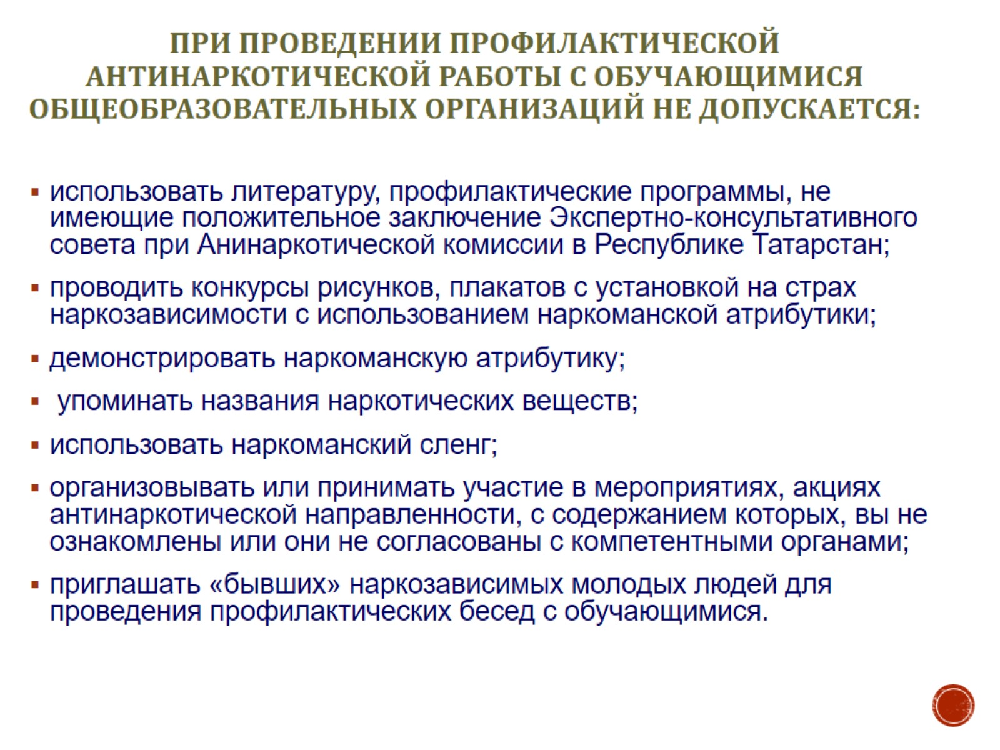 ПРИ ПРОВЕДЕНИИ ПРОФИЛАКТИЧЕСКОЙ
АНТИНАРКОТИЧЕСКОЙ РАБОТЫ С ОБУЧАЮЩИМИСЯ
ОБЩЕОБРАЗОВАТЕЛЬНЫХ ОРГАНИЗАЦИЙ НЕ ДОПУСКАЕТСЯ:
▪ использовать литературу, профилактические программы, не
имеющие положительное заключение Экспертно-консультативного
совета при Анинаркотической комиссии в Республике Татарстан;
▪ проводить конкурсы рисунков, плакатов с установкой на страх
наркозависимости с использованием наркоманской атрибутики;
▪ демонстрировать наркоманскую атрибутику;
▪ упоминать названия наркотических веществ;
▪ использовать наркоманский сленг;
▪ организовывать или принимать участие в мероприятиях, акциях
антинаркотической направленности, с содержанием которых, вы не
ознакомлены или они не согласованы с компетентными органами;
▪ приглашать «бывших» наркозависимых молодых людей для
проведения профилактических бесед с обучающимися.